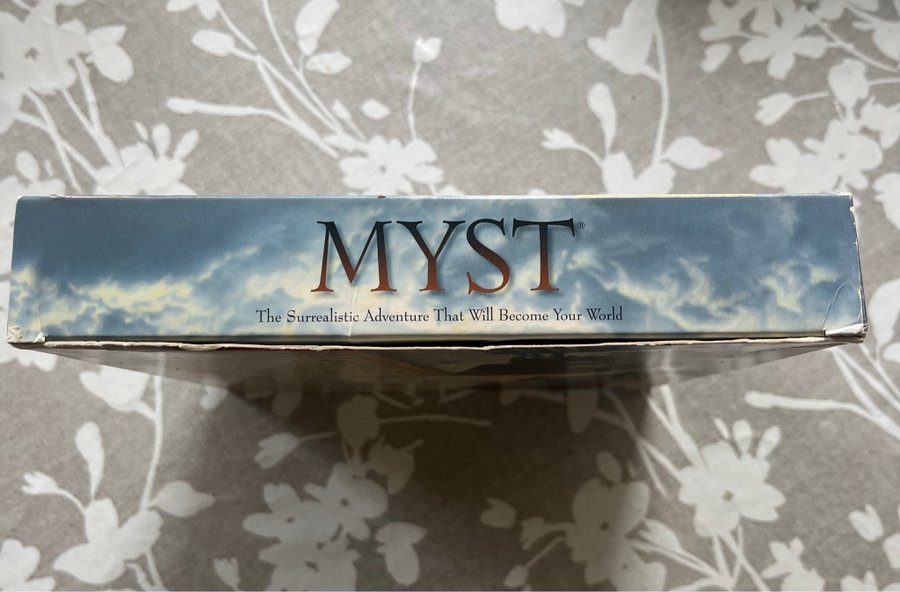 MYST®
The Surrealistic Adventure That Will Become Your World